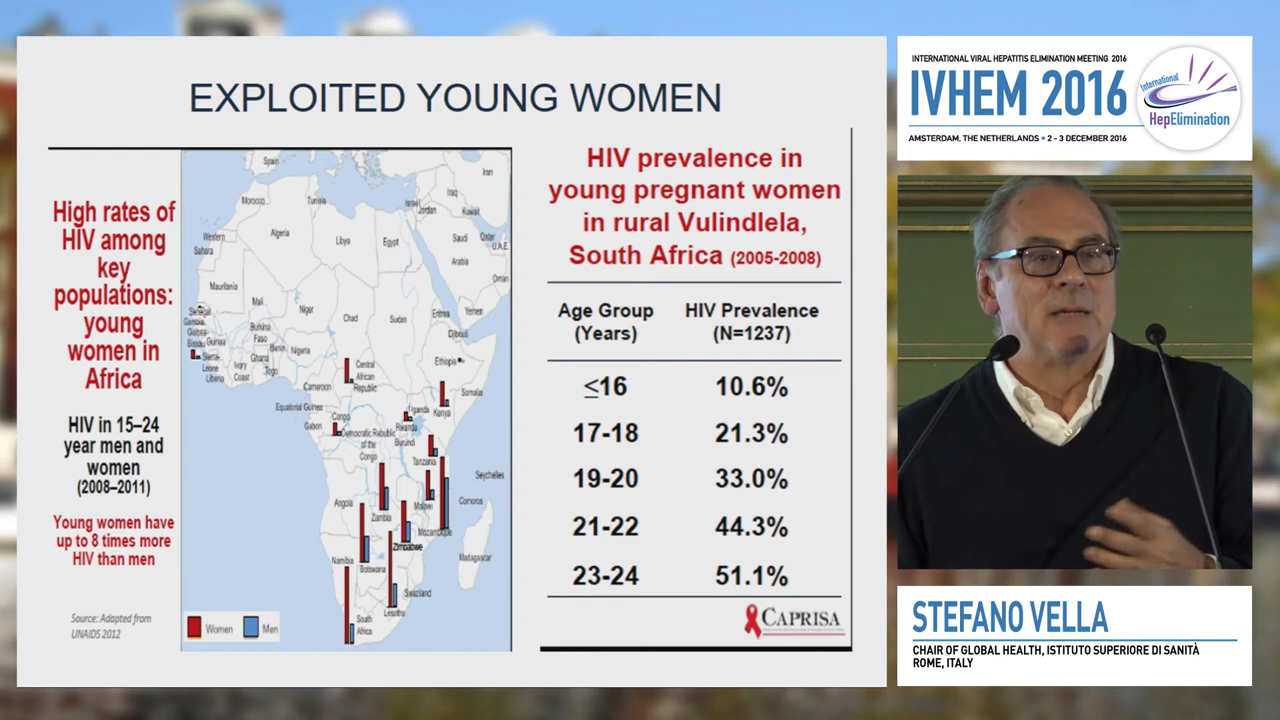 EXPLOITED YOUNG WOMEN
High rates of
HIV among
key
populations:
young
women in
Africa
HIV in 15–24
year men and
women
(2008–2011)
Young women have
up to 8 times more
HIV than men
Source: Adapted from
UNAIDS 2012
Spain
Iran
Morocco
Tunisia
Iraq
Israel
Jordan
Kuwait
Algeria
Libya
Egypt
Western
Sahara
Saudi
Arabia
Qatar
U.A.E.
Oman
Mauritania
Mali
Niger
Chad
Sudan
Eritrea
Yemen
Senegal
Gambia
Guinea
Bissau
Guinea
Burkina
Faso
Benin
Nigeria
Djibouti
Sierra
Leone
Liberia
Ivory
Coast
Ghana
Togo
Central
African
Republic
Ethiopia
Somalia
Cameroon
Equatorial Guinea
Congo
Gabon
Uganda
Kenya
Rwanda
Burundi
Democratic Republic
of the
Congo
Tanzania
Seychelles
Angola
Zambia
Malawi
Comoros
Mozambique
Zimbabwe
Madagascar
Namibia
Botswana
Swaziland
Lesotho
South
Africa
Women
Men
HIV prevalence in
young pregnant women
in rural Vulindlela,
South Africa (2005-2008)
Age Group
(Years)
HIV Prevalence
(N=1237)
≤16 10.6%
17-18 21.3%
19-20 33.0%
21-22 44.3%
23-24 51.1%
CAPRISA
INTERNATIONAL VIRAL HEPATITIS ELIMINATION MEETING 2016
IVHEM 2016
AMSTERDAM, THE NETHERLANDS • 2 - 3 DECEMBER 2016
International
HepElimination
STEFANO VELLA
CHAIR OF GLOBAL HEALTH, ISTITUTO SUPERIORE DI SANITÀ
ROME, ITALY